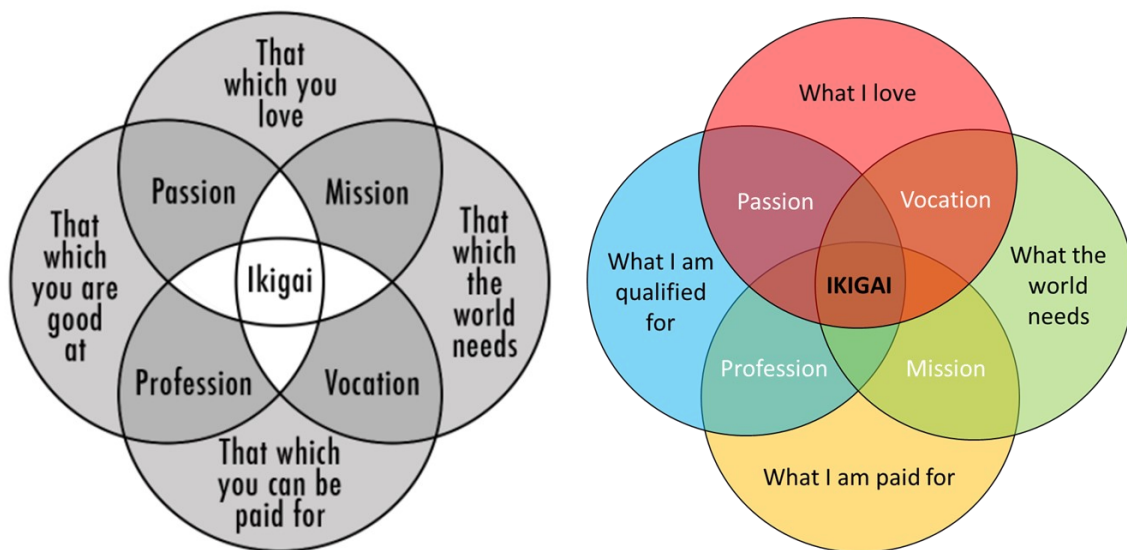 That
which you
love
Passion
Mission
That
which
you are
good
at
Ikigai
That
which
the
world
needs
Profession
Vocation
That which
you can be
paid for
What I love
Passion
Vocation
What I am
qualified
for
IKIGAI
What the
world
needs
Profession
Mission
What I am paid for